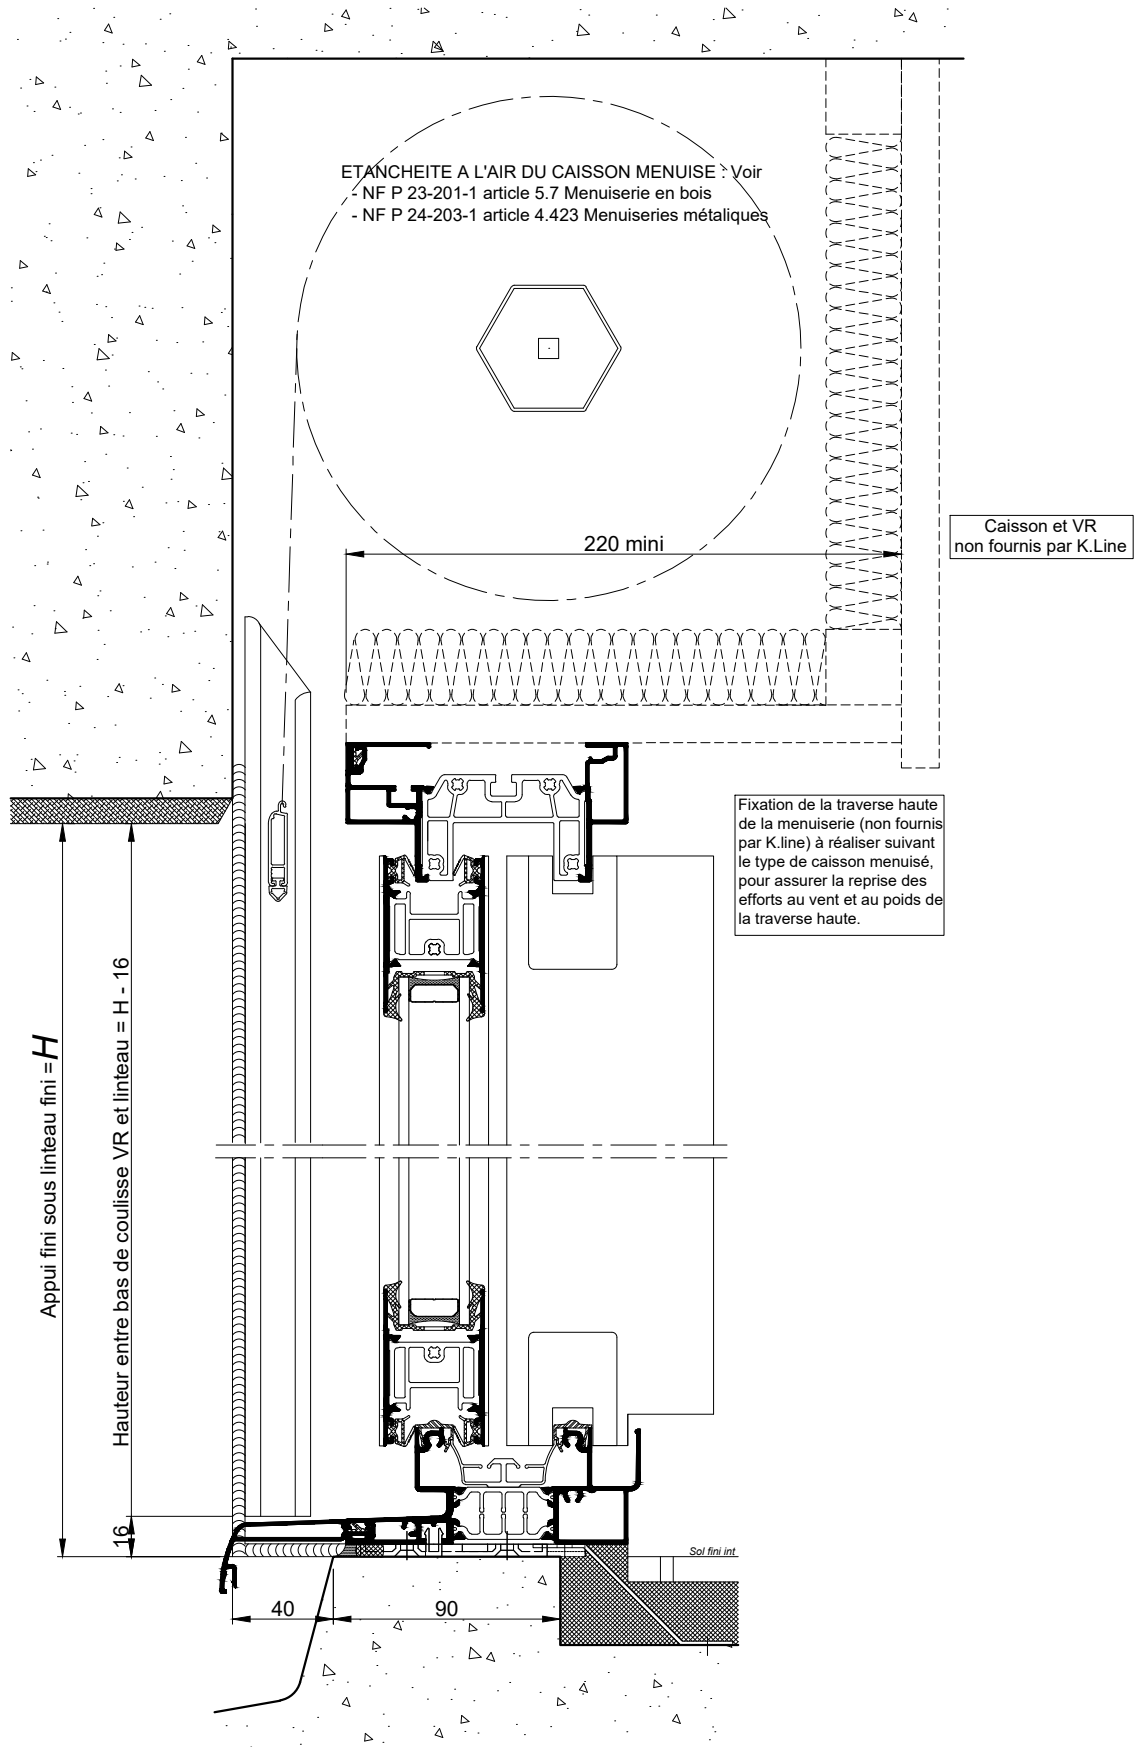 ETANCHEITE A L'AIR DU CAISSON MENUISE : Voir
- NF P 23-201-1 article 5.7 Menuiserie en bois
- NF P 24-203-1 article 4.423 Menuiseries métaliques
Caisson et VR
non fournis par K.Line
220 mini
Fixation de la traverse haute
de la menuiserie (non fournis
par K.line) à réaliser suivant
le type de caisson menuisé,
pour assurer la reprise des
efforts au vent et au poids de
la traverse haute.
Appui fini sous linteau fini = H
Hauteur entre bas de coulisse VR et linteau = H - 16
16
Sol fini int
40
90